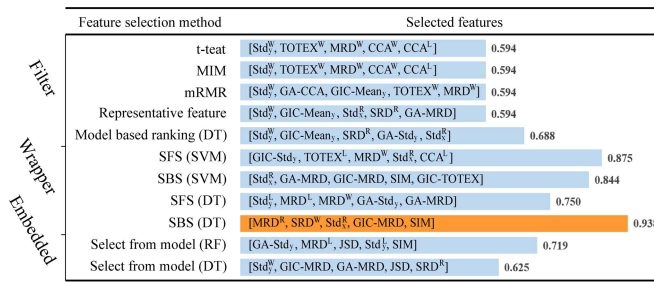 Feature selection method Selected features
Filter
t-teat [Std_y^W, TOTEX^W, MRD^W, CCA^W, CCA^L] 0.594
MIM [Std_y^W, TOTEX^W, MRD^W, CCA^W, CCA^L] 0.594
mRMR [Std_y^W, GA-CCA, GIC-Mean_y, TOTEX^W, MRD^W] 0.594
Representative feature [Std_y^W, GIC-Mean_y, Std_x^R, SRD^R, GA-MRD] 0.594
Model based ranking (DT) [Std_y^W, GIC-Mean_y, SRD^R, GA-Std_y, Std_x^R] 0.688
Wrapper
SFS (SVM) [GIC-Std_y, TOTEX^L, MRD^W, Std_x^R, CCA^L] 0.875
SBS (SVM) [Std_x^R, GA-MRD, GIC-MRD, SIM, GIC-TOTEX] 0.844
SFS (DT) [Std_y^L, MRD^L, MRD^W, GA-Std_y, GA-MRD] 0.750
SBS (DT) [MRD^R, SRD^W, Std_x^R, GIC-MRD, SIM] 0.938
Embedded
Select from model (RF) [GA-Std_y, MRD^L, JSD, Std_y^L, SIM] 0.719
Select from model (DT) [Std_y^W, GIC-MRD, GA-MRD, JSD, SRD^R] 0.625